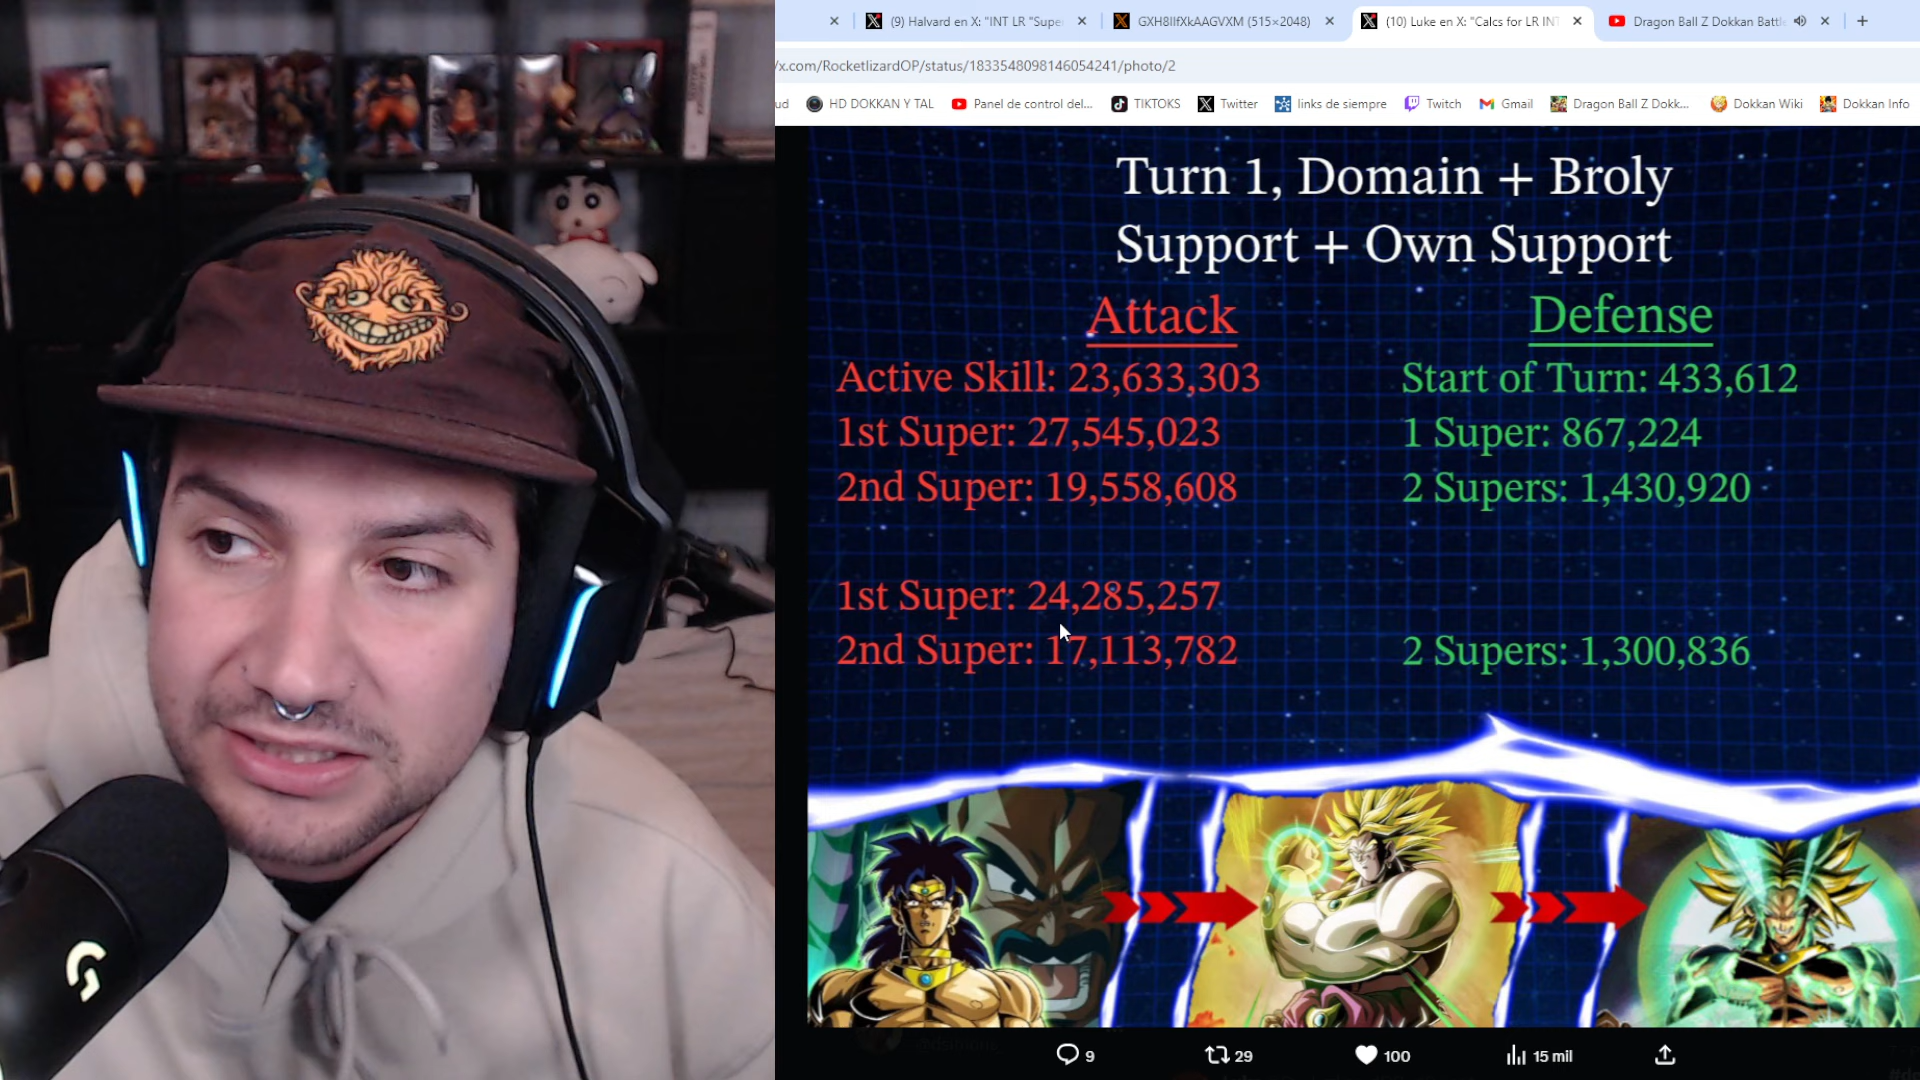 (9) Halvard en X: "INT LR "Supe
GXH8IIfXkAAGVXM (515×2048)
(10) Luke en X: "Calcs for LR INT
Dragon Ball Z Dokkan Battl
/x.com/RocketlizardOP/status/1833548098146054241/photo/2
ud
HD DOKKAN Y TAL
Panel de control del...
TIKTOKS
Twitter
links de siempre
Twitch
Gmail
Dragon Ball Z Dokk...
Dokkan Wiki
Dokkan Info
Turn 1, Domain + Broly
Support + Own Support
Attack
Active Skill: 23,633,303
1st Super: 27,545,023
2nd Super: 19,558,608
1st Super: 24,285,257
2nd Super: 17,113,782
Defense
Start of Turn: 433,612
1 Super: 867,224
2 Supers: 1,430,920
2 Supers: 1,300,836
9
29
100
15 mil